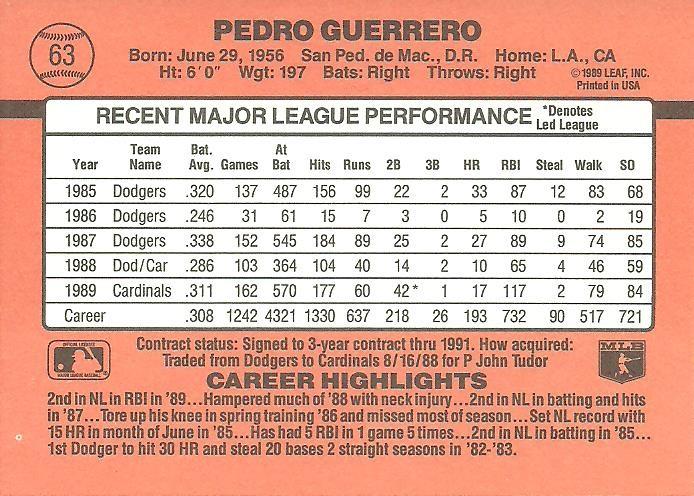 63
PEDRO GUERRERO
Born: June 29, 1956 San Ped. de Mac., D.R. Home: L.A., CA
Ht: 6´0˝ Wgt: 197 Bats: Right Throws: Right
©1989 LEAF, INC.
Printed in USA
RECENT MAJOR LEAGUE PERFORMANCE *Denotes Led League
Year Team Name Bat. Avg. Games At Bat Hits Runs 2B 3B HR RBI Steal Walk SO
1985 Dodgers .320 137 487 156 99 22 2 33 87 12 83 68
1986 Dodgers .246 31 61 15 7 3 0 5 10 0 2 19
1987 Dodgers .338 152 545 184 89 25 2 27 89 9 74 85
1988 Dod/Car .286 103 364 104 40 14 2 10 65 4 46 59
1989 Cardinals .311 162 570 177 60 42* 1 17 117 2 79 84
Career .308 1242 4321 1330 637 218 26 193 732 90 517 721
Contract status: Signed to 3-year contract thru 1991. How acquired:
Traded from Dodgers to Cardinals 8/16/88 for P John Tudor
MLB
CAREER HIGHLIGHTS
2nd in NL in RBI in '89...Hampered much of '88 with neck injury...2nd in NL in batting and hits
in '87...Tore up his knee in spring training '86 and missed most of season...Set NL record with
15 HR in month of June in '85...Has had 5 RBI in 1 game 5 times...2nd in NL in batting in '85...
1st Dodger to hit 30 HR and steal 20 bases 2 straight seasons in '82-'83.